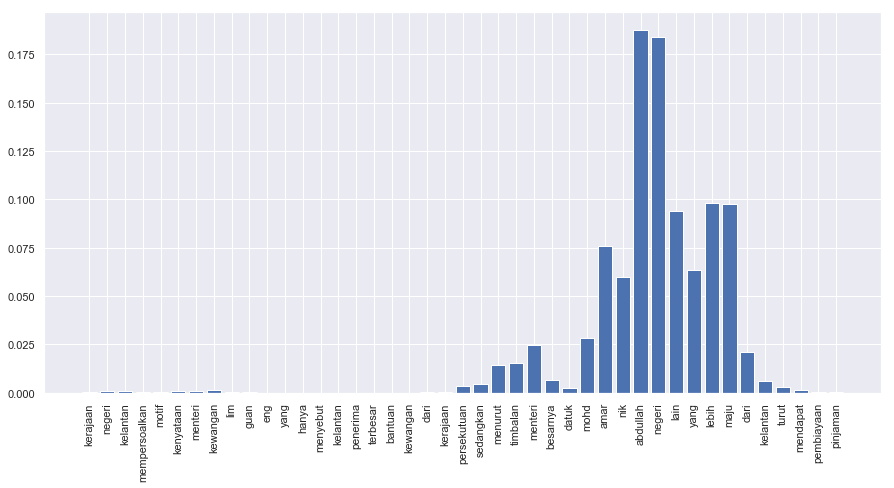 0.175
0.150
0.125
0.100
0.075
0.050
0.025
0.000
kerajaan
negeri
kelantan
mempersoalkan
motif
kenyataan
menteri
kewangan
lim
guan
eng
yang
hanya
menyebut
kelantan
penerima
terbesar
bantuan
kewangan
dari
kerajaan
persekutuan
sedangkan
menurut
timbalan
menteri
besarnya
datuk
mohd
amar
nik
abdullah
negeri
lain
yang
lebih
maju
dari
kelantan
turut
mendapat
pembiayaan
pinjaman